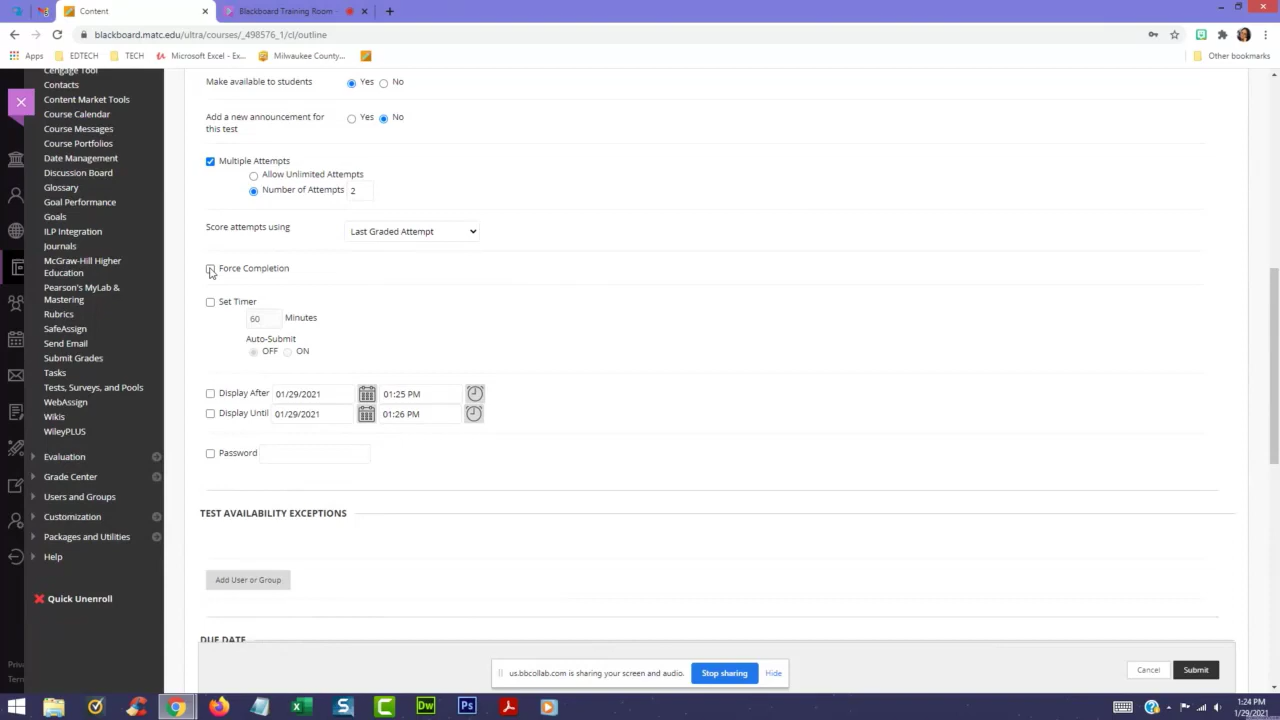 Content
Blackboard Training Room
blackboard.matc.edu/ultra/courses/_498576_1/cl/outline
Apps
EDTECH
TECH
Microsoft Excel - Ex...
Milwaukee County...
Other bookmarks
Cengage Tool
Contacts
Content Market Tools
Course Calendar
Course Messages
Course Portfolios
Date Management
Discussion Board
Glossary
Goal Performance
Goals
ILP Integration
Journals
McGraw-Hill Higher
Education
Pearson's MyLab &
Mastering
Rubrics
SafeAssign
Send Email
Submit Grades
Tasks
Tests, Surveys, and Pools
WebAssign
Wikis
WileyPLUS
Evaluation
Grade Center
Users and Groups
Customization
Packages and Utilities
Help
Quick Unenroll
Make available to students
Yes No
Add a new announcement for
this test
Yes No
Multiple Attempts
Allow Unlimited Attempts
Number of Attempts 2
Score attempts using
Last Graded Attempt
Force Completion
Set Timer
60 Minutes
Auto-Submit
OFF ON
Display After 01/29/2021 01:25 PM
Display Until 01/29/2021 01:26 PM
Password
TEST AVAILABILITY EXCEPTIONS
Add User or Group
DUE DATE
us.bbcollab.com is sharing your screen and audio.
Stop sharing
Hide
Cancel
Submit
Dw
Ps
1:24 PM
1/29/2021